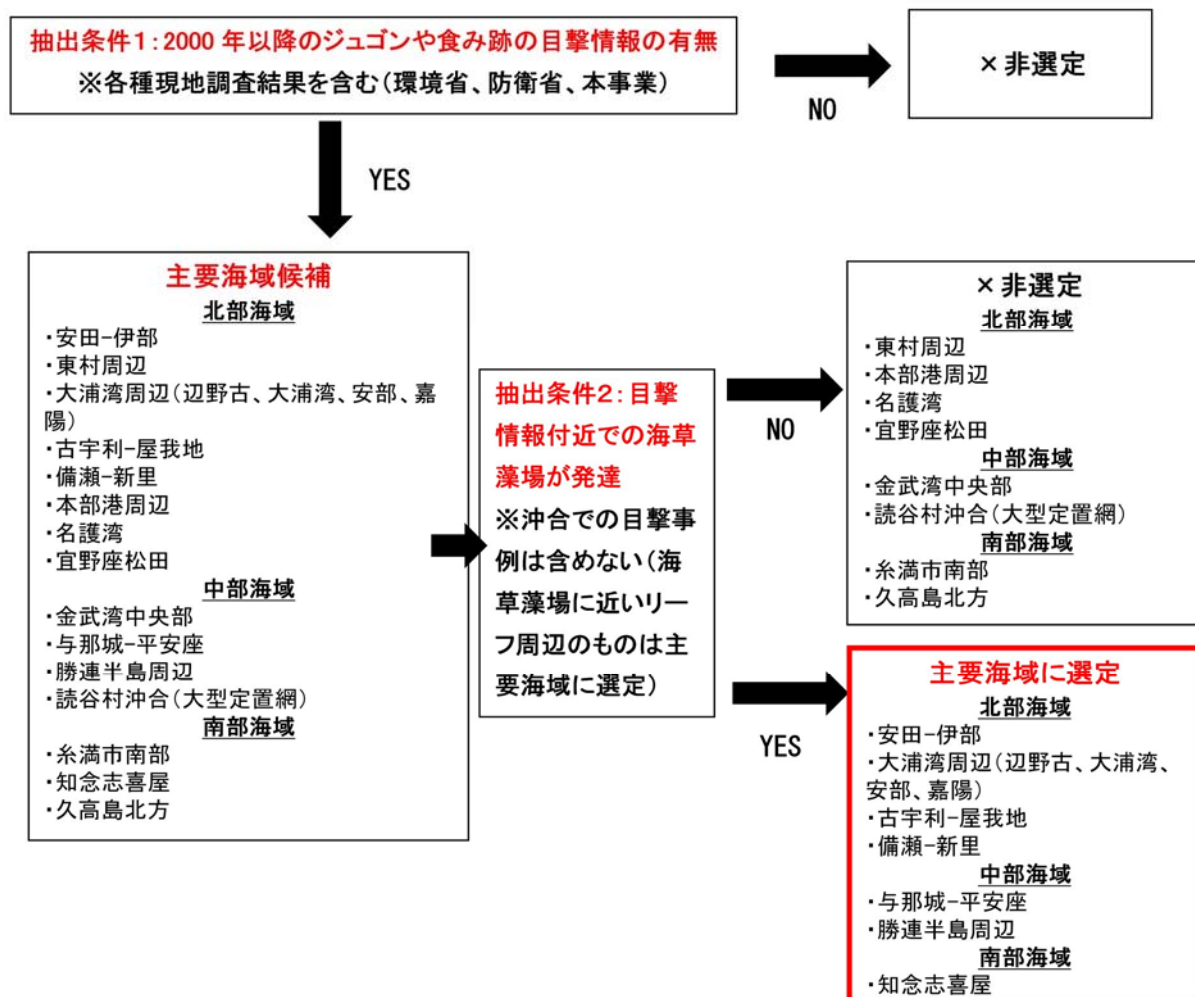 抽出条件1:2000 年以降のジュゴンや食み跡の目撃情報の有無
※各種現地調査結果を含む(環境省、防衛省、本事業)
NO
×非選定
YES
主要海域候補
北部海域
・安田-伊部
・東村周辺
・大浦湾周辺(辺野古、大浦湾、安部、嘉
陽)
・古宇利-屋我地
・備瀬-新里
・本部港周辺
・名護湾
・宜野座松田
中部海域
・金武湾中央部
・与那城-平安座
・勝連半島周辺
・読谷村沖合(大型定置網)
南部海域
・糸満市南部
・知念志喜屋
・久高島北方
抽出条件2:目撃
情報付近での海草
藻場が発達
※沖合での目撃事
例は含めない(海
草藻場に近いリー
フ周辺のものは主
要海域に選定)
NO
×非選定
北部海域
・東村周辺
・本部港周辺
・名護湾
・宜野座松田
中部海域
・金武湾中央部
・読谷村沖合(大型定置網)
南部海域
・糸満市南部
・久高島北方
YES
主要海域に選定
北部海域
・安田-伊部
・大浦湾周辺(辺野古、大浦湾、
安部、嘉陽)
・古宇利-屋我地
・備瀬-新里
中部海域
・与那城-平安座
・勝連半島周辺
南部海域
・知念志喜屋